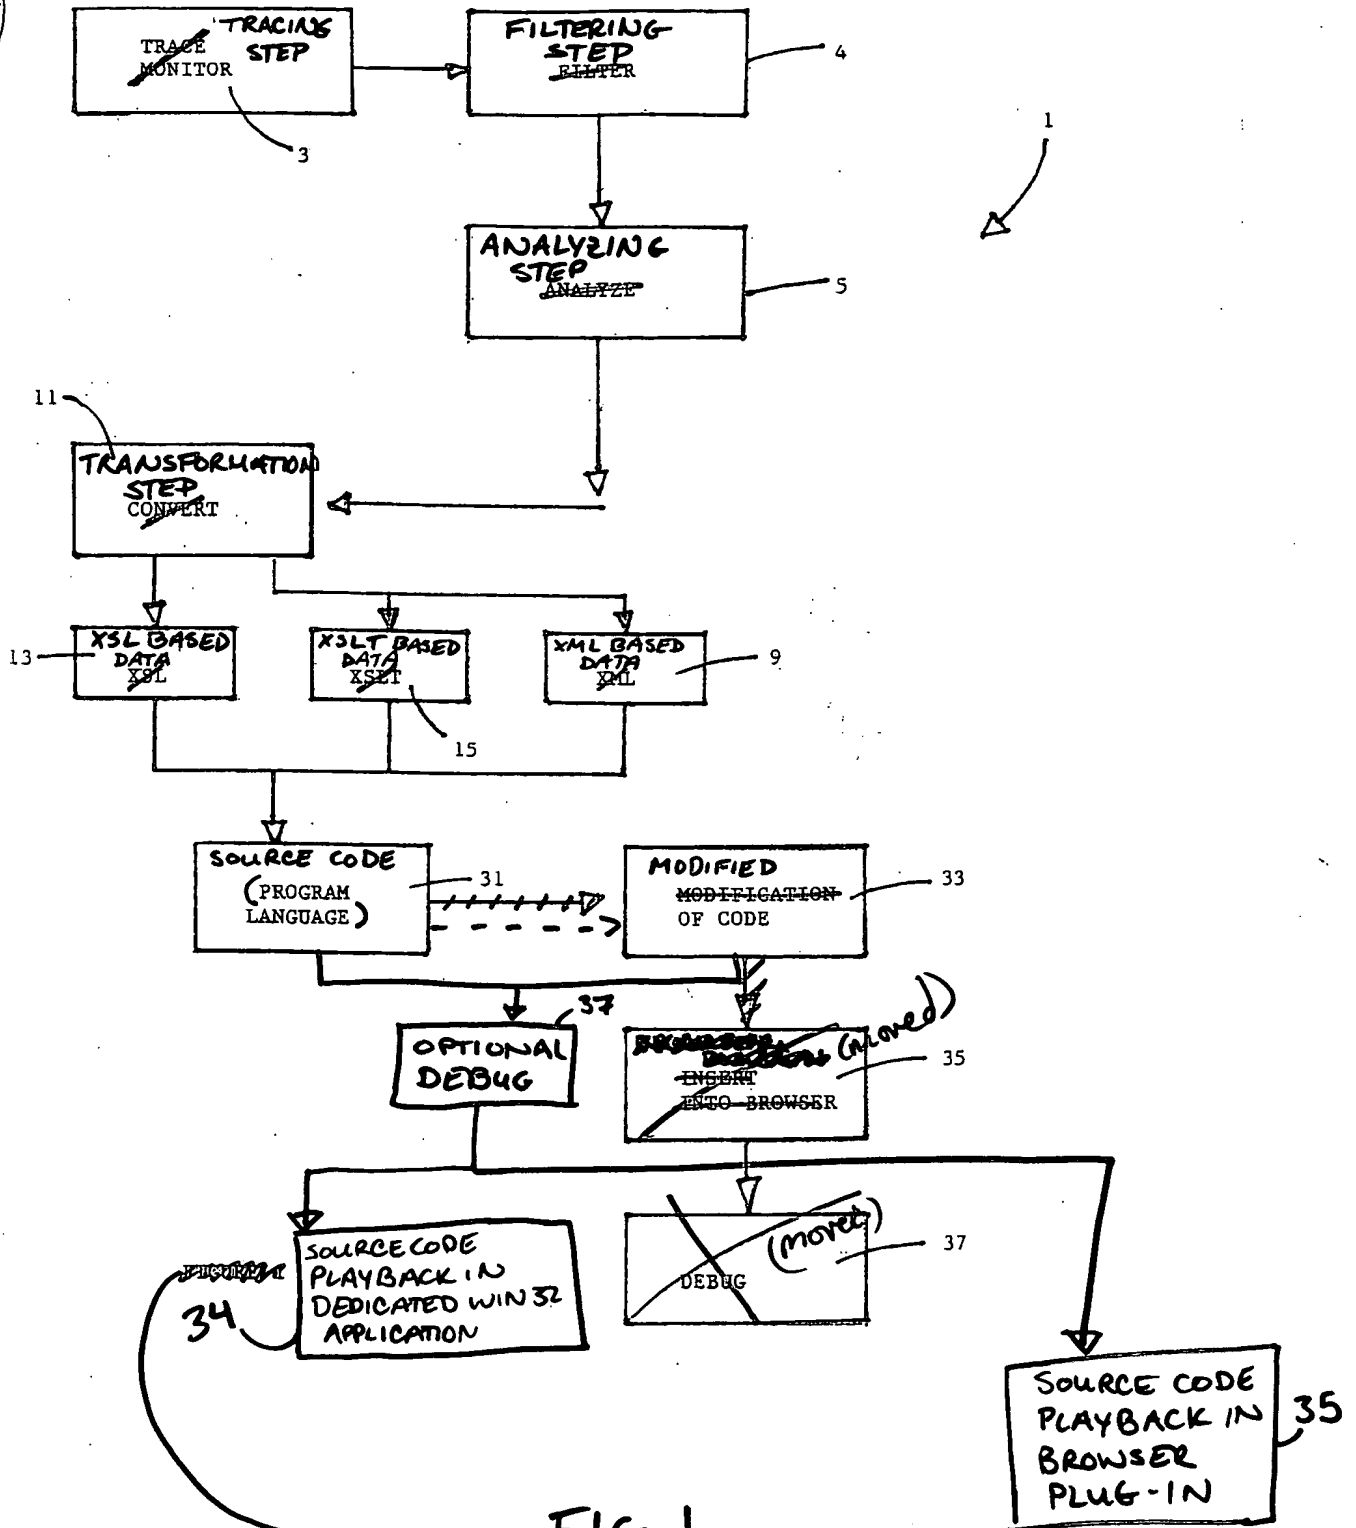 TRACING
STEP
TRACE
MONITOR
3
FILTERING
STEP
FILTER
4
1
ANALYZING
STEP
ANALYZE
5
11
TRANSFORMATION
STEP
CONVERT
13
XSL BASED
DATA
XSL
XSLT BASED
DATA
XSLT
15
XML BASED
DATA
XML
9
SOURCE CODE
(PROGRAM
LANGUAGE)
31
MODIFIED
MODIFICATION
OF CODE
33
37
OPTIONAL
DEBUG
(moved)
INSERT
INTO BROWSER
35
(moved)
DEBUG
37
34
SOURCE CODE
PLAYBACK IN
DEDICATED WIN 32
APPLICATION
SOURCE CODE
PLAYBACK IN
BROWSER
PLUG-IN
35
FIG. 1